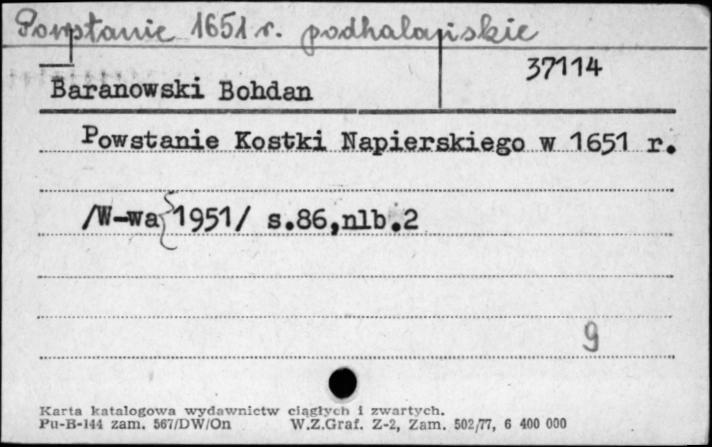 Powstanie 1651 r. podhalańskie
37114
Baranowski Bohdan
Powstanie Kostki Napierskiego w 1651 r.
/W-wa 1951/ s.86,nlb.2
9
Karta katalogowa wydawnictw ciągłych i zwartych.
Pu-B-144 zam. 567/DW/On W.Z.Graf. Z-2, Zam. 502/77, 6 400 000